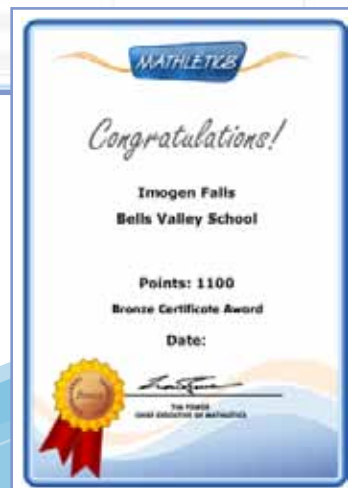 MATHLETICS
Congratulations!
Imogen Falls
Bells Valley School
Points: 1100
Bronze Certificate Award
Date:
Bronze
TIM POWER
CHIEF EXECUTIVE OF MATHLETICS